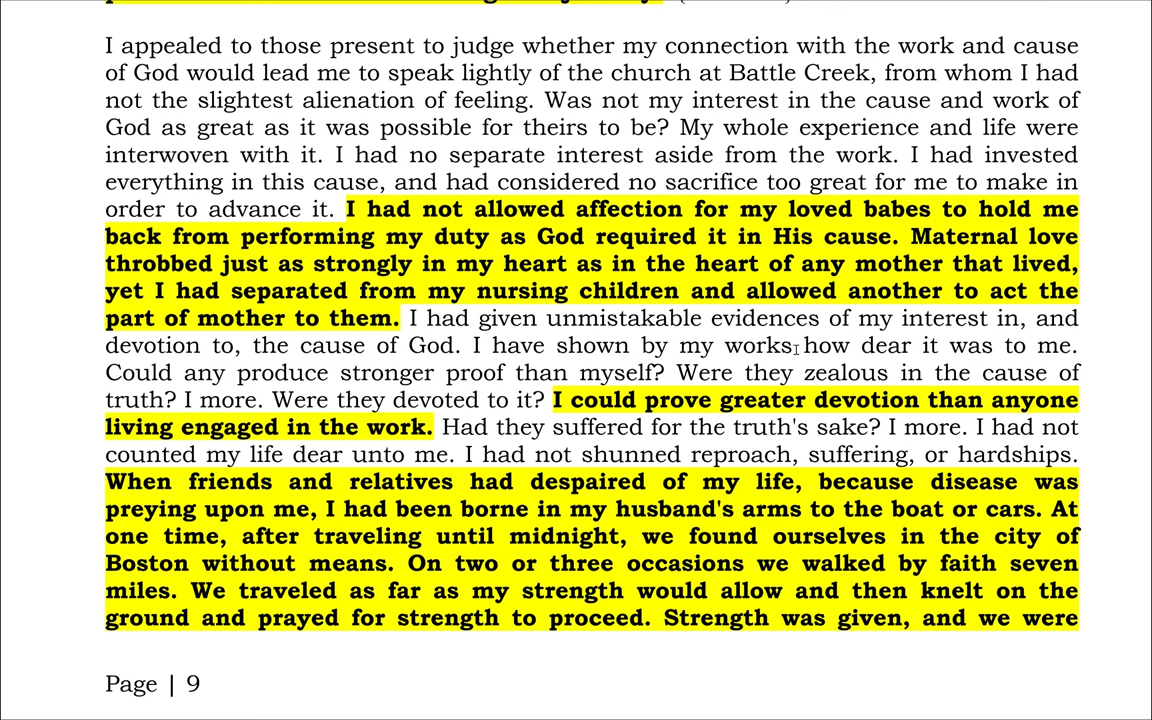 I appealed to those present to judge whether my connection with the work and cause
of God would lead me to speak lightly of the church at Battle Creek, from whom I had
not the slightest alienation of feeling. Was not my interest in the cause and work of
God as great as it was possible for theirs to be? My whole experience and life were
interwoven with it. I had no separate interest aside from the work. I had invested
everything in this cause, and had considered no sacrifice too great for me to make in
order to advance it. I had not allowed affection for my loved babes to hold me
back from performing my duty as God required it in His cause. Maternal love
throbbed just as strongly in my heart as in the heart of any mother that lived,
yet I had separated from my nursing children and allowed another to act the
part of mother to them. I had given unmistakable evidences of my interest in, and
devotion to, the cause of God. I have shown by my works how dear it was to me.
Could any produce stronger proof than myself? Were they zealous in the cause of
truth? I more. Were they devoted to it? I could prove greater devotion than anyone
living engaged in the work. Had they suffered for the truth's sake? I more. I had not
counted my life dear unto me. I had not shunned reproach, suffering, or hardships.
When friends and relatives had despaired of my life, because disease was
preying upon me, I had been borne in my husband's arms to the boat or cars. At
one time, after traveling until midnight, we found ourselves in the city of
Boston without means. On two or three occasions we walked by faith seven
miles. We traveled as far as my strength would allow and then knelt on the
ground and prayed for strength to proceed. Strength was given, and we were
Page | 9